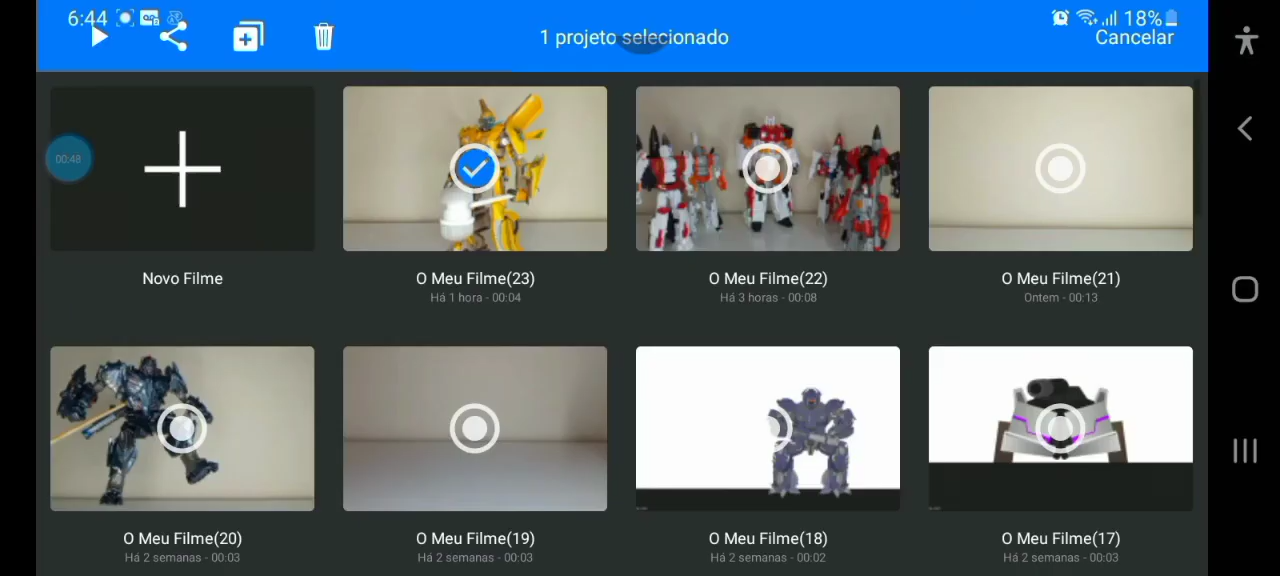 6:44
18%
1 projeto selecionado
Cancelar
00:48
Novo Filme
O Meu Filme(23)
Há 1 hora - 00:04
O Meu Filme(22)
Há 3 horas - 00:08
O Meu Filme(21)
Ontem - 00:13
O Meu Filme(20)
Há 2 semanas - 00:03
O Meu Filme(19)
Há 2 semanas - 00:03
O Meu Filme(18)
Há 2 semanas - 00:02
O Meu Filme(17)
Há 2 semanas - 00:03